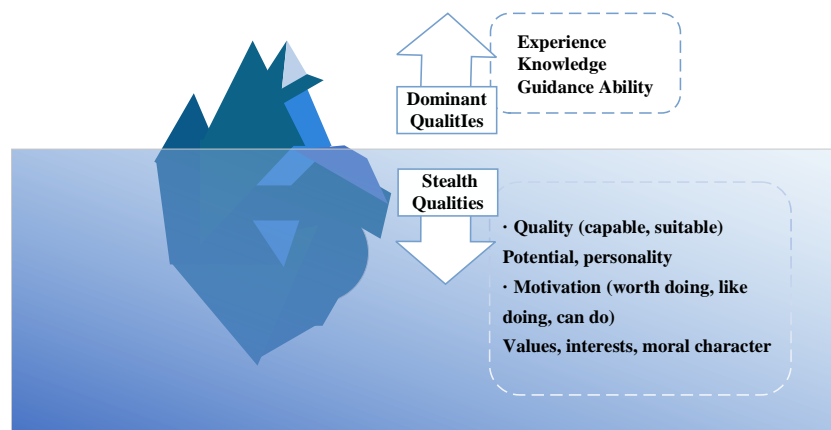 Experience
Knowledge
Guidance Ability
Dominant
QualitIes
Stealth
Qualities
· Quality (capable, suitable)
Potential, personality
· Motivation (worth doing, like
doing, can do)
Values, interests, moral character